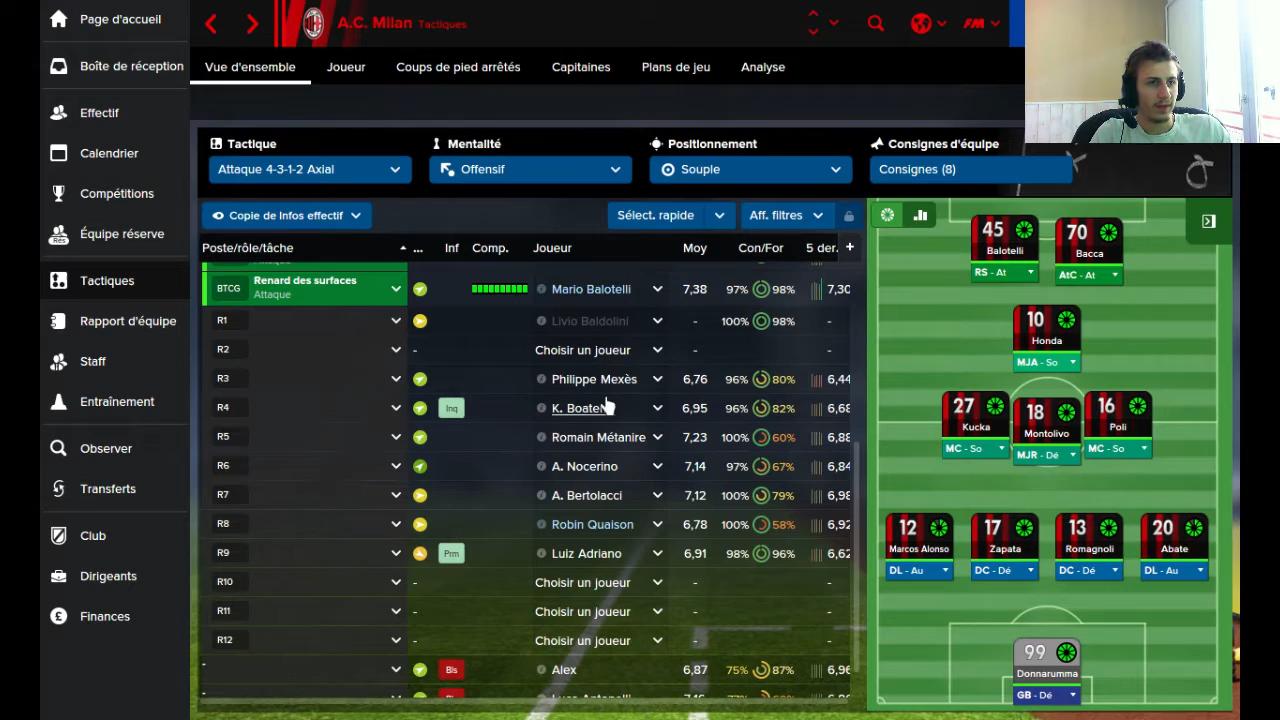 Page d'accueil
Boîte de réception
Effectif
Calendrier
Compétitions
Rés
Équipe réserve
Tactiques
Rapport d'équipe
Staff
Entraînement
Observer
Transferts
Club
Dirigeants
£ Finances
A.C. Milan Tactiques
FM
Vue d'ensemble Joueur Coups de pied arrêtés Capitaines Plans de jeu Analyse
Tactique Mentalité Positionnement Consignes d'équipe
Attaque 4-3-1-2 Axial Offensif Souple Consignes (8)
Copie de Infos effectif Sélect. rapide Aff. filtres
Poste/rôle/tâche ... Inf Comp. Joueur Moy Con/For 5 der. +
BTCG Renard des surfaces Mario Balotelli 7,38 97% 98% 7,30
Attaque
R1 Livio Baldolini - 100% 98% -
R2 - Choisir un joueur - -
R3 Philippe Mexès 6,76 96% 80% 6,44
R4 Inq 6,95 96% 82% 6,68
R5 Romain Métanire 7,23 100% 60% 6,88
R6 A. Nocerino 7,14 97% 67% 6,84
R7 A. Bertolacci 7,12 100% 79% 6,98
R8 Robin Quaison 6,78 100% 58% 6,92
R9 Prm Luiz Adriano 6,91 98% 96% 6,62
R10 - Choisir un joueur - -
R11 - Choisir un joueur - -
R12 - Choisir un joueur - -
- Bls Alex 6,87 75% 87% 6,96
45 70
Balotelli Bacca
RS - At AtC - At
10
Honda
MJA - So
27 18 16
Kucka Montolivo Poli
MC - So MJR - Dé MC - So
12 17 13 20
Marcos Alonso Zapata Romagnoli Abate
DL - Au DC - Dé DC - Dé DL - Au
99
Donnarumma
GB - Dé